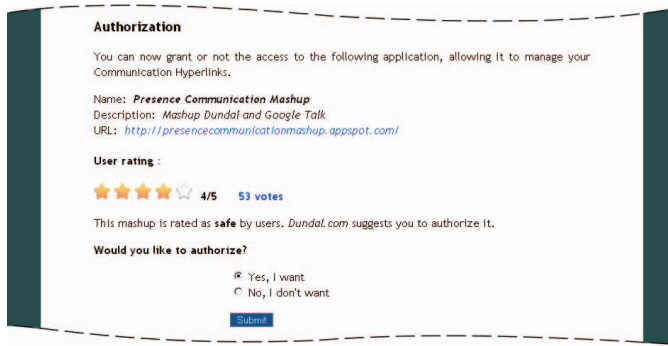 Authorization
You can now grant or not the access to the following application, allowing it to manage your
Communication Hyperlinks.
Name: Presence Communication Mashup
Description: Mashup Dundal and Google Talk
URL: http://presencecommunicationmashup.appspot.com/
User rating :
4/5 53 votes
This mashup is rated as safe by users. Dundal.com suggests you to authorize it.
Would you like to authorize?
Yes, I want
No, I don't want
Submit